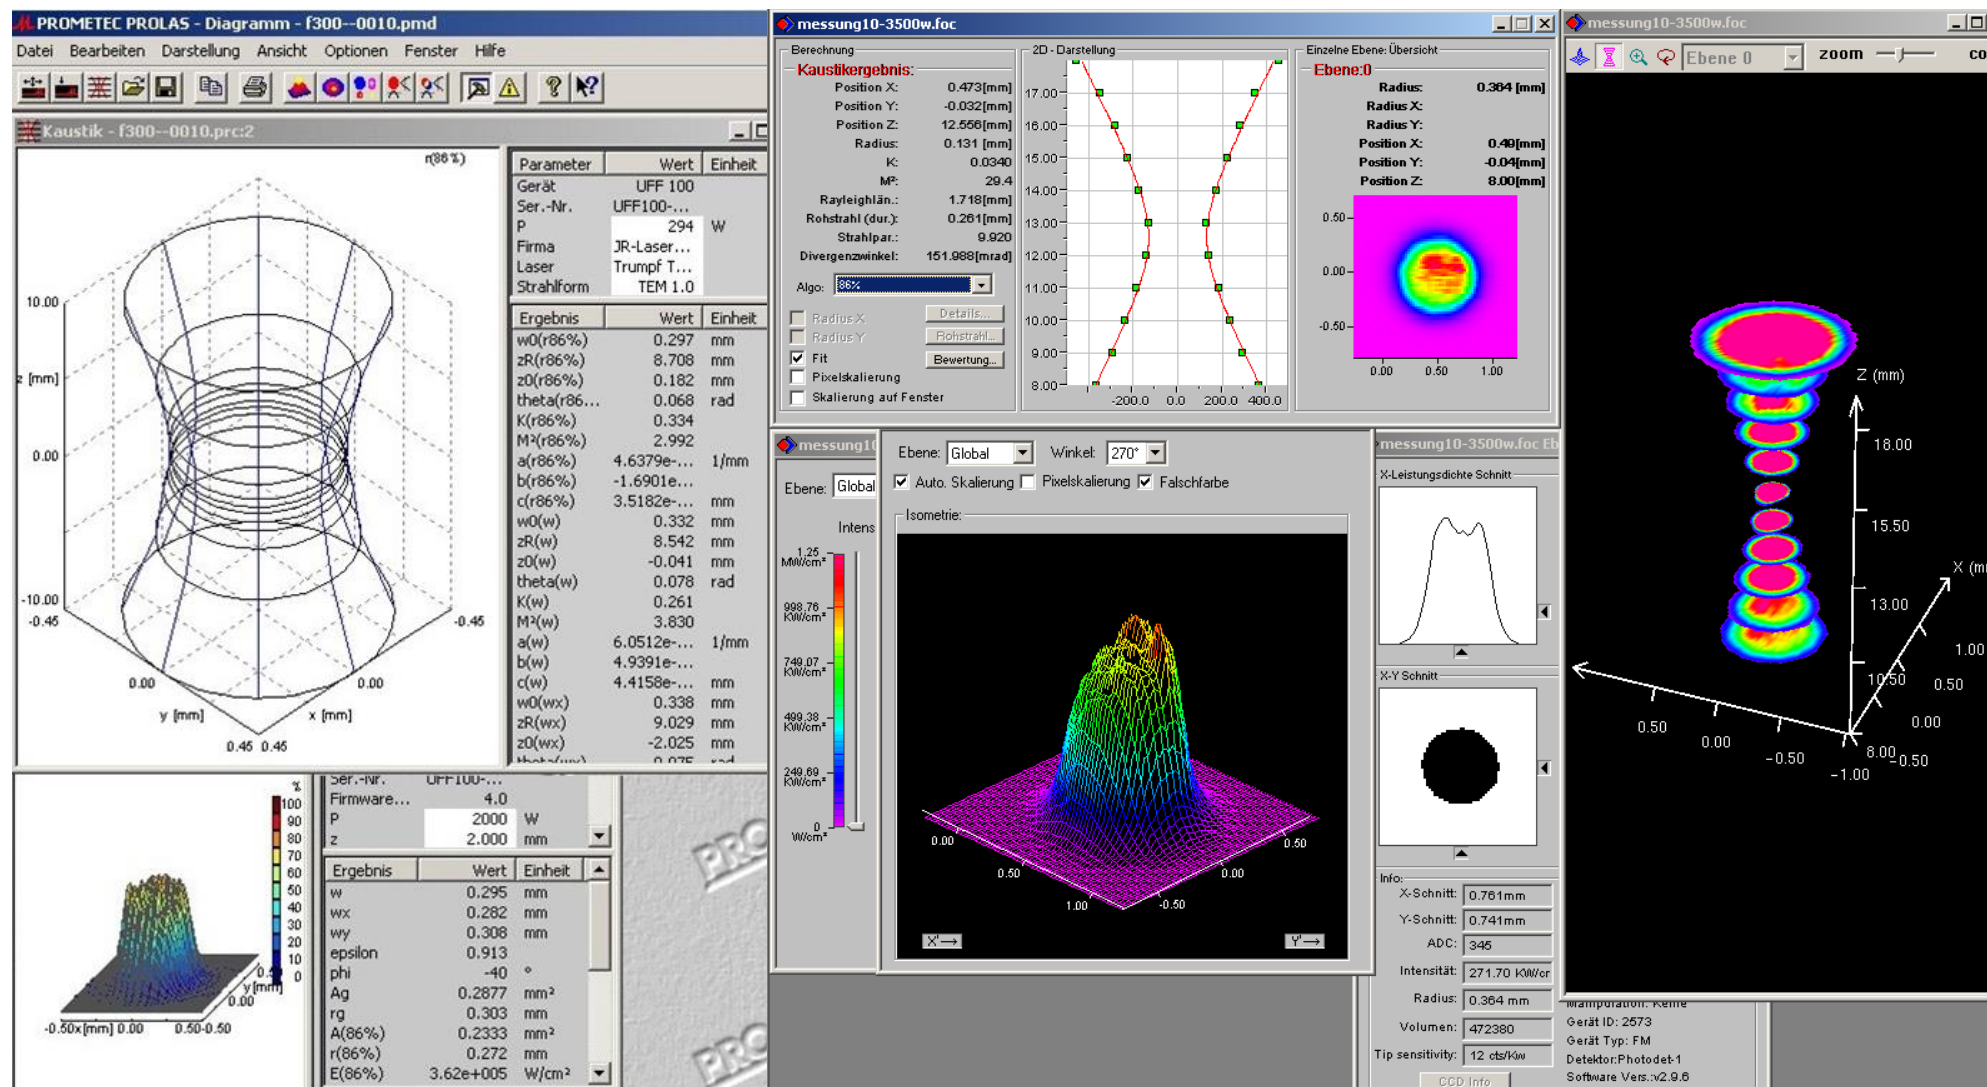 PROMETEC PROLAS - Diagramm - f300--0010.pmd
Datei Bearbeiten Darstellung Ansicht Optionen Fenster Hilfe
Kaustik - f300--0010.prc:2
r(86%)
10.00
z [mm]
0.00
-10.00
-0.45
-0.45
0.00
0.00
y [mm]
x [mm]
0.45 0.45
Parameter Wert Einheit
Gerät UFF 100
Ser.-Nr. UFF100-...
P 294 W
Firma JR-Laser...
Laser Trumpf T...
Strahlform TEM 1.0
Ergebnis Wert Einheit
w0(r86%) 0.297 mm
zR(r86%) 8.708 mm
z0(r86%) 0.182 mm
theta(r86... 0.068 rad
K(r86%) 0.334
M²(r86%) 2.992
a(r86%) 4.6379e-... 1/mm
b(r86%) -1.6901e...
c(r86%) 3.5182e-... mm
w0(w) 0.332 mm
zR(w) 8.542 mm
z0(w) -0.041 mm
theta(w) 0.078 rad
K(w) 0.261
M²(w) 3.830
a(w) 6.0512e-... 1/mm
b(w) 4.9391e-...
c(w) 4.4158e-... mm
w0(wx) 0.338 mm
zR(wx) 9.029 mm
z0(wx) -2.025 mm
theta(wx) 0.075 rad
%
100
90
80
70
60
50
40
30
20
10
0
y[mm]
0.00
-0.50x[mm] 0.00 0.50-0.50
Ser.-Nr. UFF100-...
Firmware... 4.0
P 2000 W
z 2.000 mm
Ergebnis Wert Einheit
w 0.295 mm
wx 0.282 mm
wy 0.308 mm
epsilon 0.913
phi -40 °
Ag 0.2877 mm²
rg 0.303 mm
A(86%) 0.2333 mm²
r(86%) 0.272 mm
E(86%) 3.62e+005 W/cm²
PRO
PRO
messung10-3500w.foc
Berechnung
Kaustikergebnis:
Position X: 0.473[mm]
Position Y: -0.032[mm]
Position Z: 12.556[mm]
Radius: 0.131 [mm]
K: 0.0340
M²: 29.4
Rayleighlän.: 1.718[mm]
Rohstrahl (dur.): 0.261[mm]
Strahlpar.: 9.920
Divergenzwinkel: 151.988[mrad]
Algo: 86%
Radius X Details...
Radius Y Rohstrahl...
Fit Bewertung...
Pixelskalierung
Skalierung auf Fenster
2D - Darstellung
17.00
16.00
15.00
14.00
13.00
12.00
11.00
10.00
9.00
8.00
-200.0 0.0 200.0 400.0
Einzelne Ebene: Übersicht
Ebene:0
Radius: 0.364 [mm]
Radius X:
Radius Y:
Position X: 0.49[mm]
Position Y: -0.04[mm]
Position Z: 8.00[mm]
0.50
0.00
-0.50
0.00 0.50 1.00
messung10
Ebene: Global
Intens
1.25
MW/cm²
998.76
KW/cm²
749.07
KW/cm²
499.38
KW/cm²
249.69
KW/cm²
0
W/cm²
Ebene: Global Winkel: 270°
Auto. Skalierung Pixelskalierung Falschfarbe
Isometrie:
0.00
0.50
1.00
0.50
0.00
-0.50
X'→
Y'→
messung10-3500w.foc Eb
X-Leistungsdichte Schnitt
X-Y Schnitt
Info:
X-Schnitt: 0.761mm
Y-Schnitt: 0.741mm
ADC: 345
Intensität: 271.70 KW/cr
Radius: 0.364 mm
Volumen: 472380
Tip sensitivity: 12 cts/Kw
CCD Info
messung10-3500w.foc
Ebene 0 zoom co
Z (mm)
18.00
15.50
13.00
10.50
8.00
X (m
1.00
0.50
0.00
-0.50
0.50
0.00
-0.50
-1.00
Manipulation: Keine
Gerät ID: 2573
Gerät Typ: FM
Detektor:Photodet-1
Software Vers.:v2.9.6